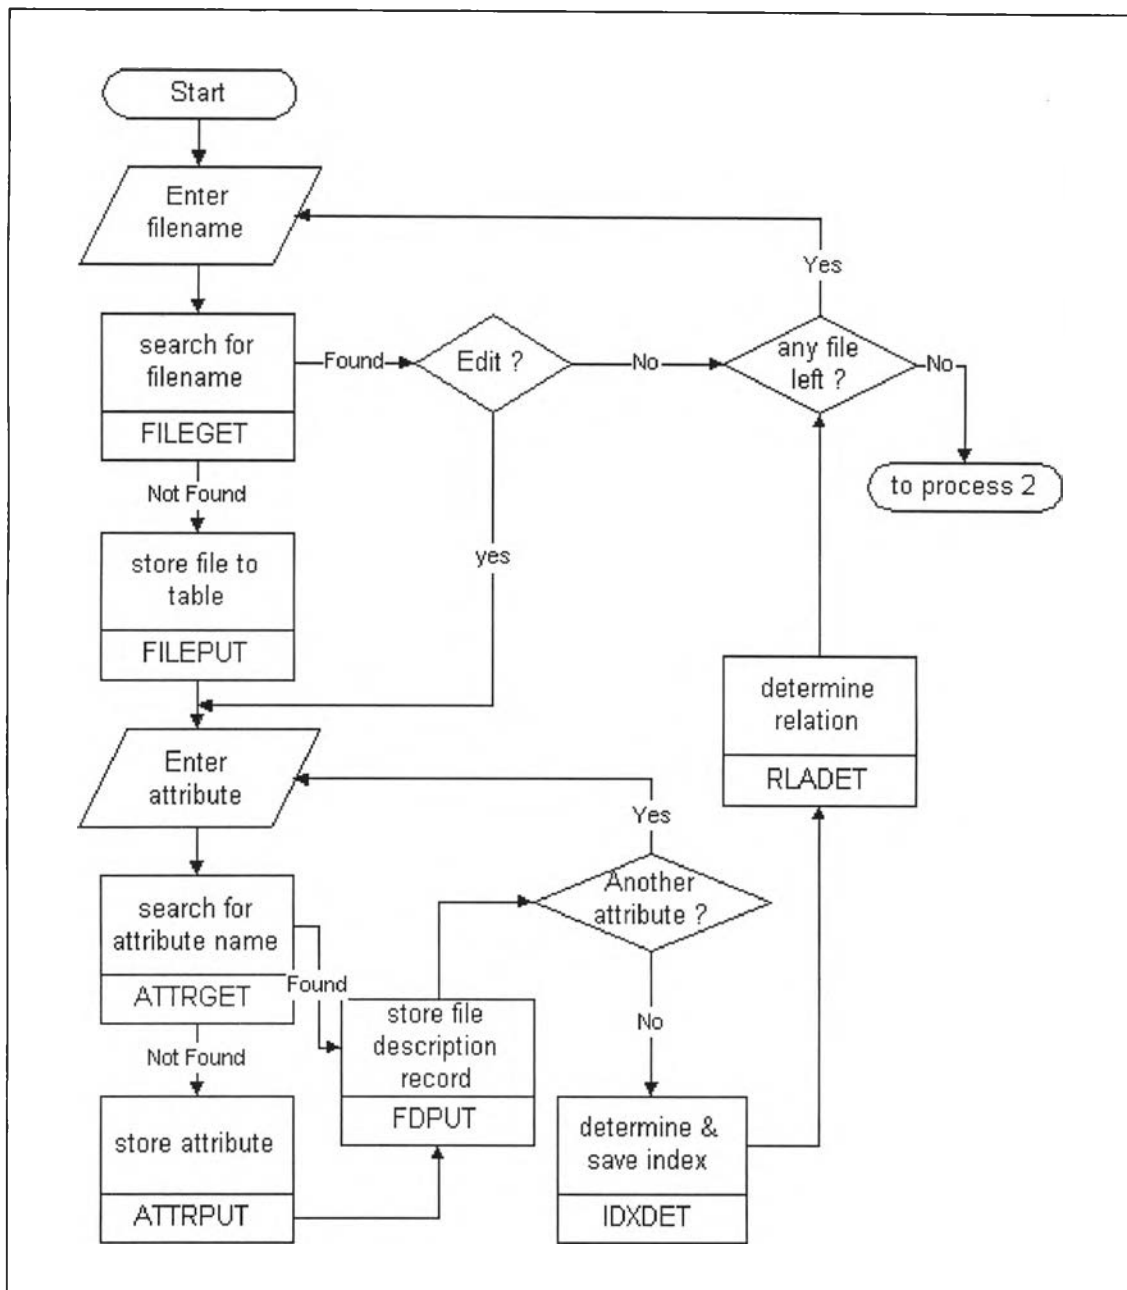 Start
Enter
filename
Yes
search for
filename
Found
Edit ?
No
any file
left ?
No
FILEGET
to process 2
Not Found
store file to
table
yes
FILEPUT
determine
relation
Enter
attribute
RLADET
Yes
search for
attribute name
Another
attribute ?
ATTRGET
Found
store file
description
record
No
Not Found
FDPUT
store attribute
determine &
save index
ATTRPUT
IDXDET